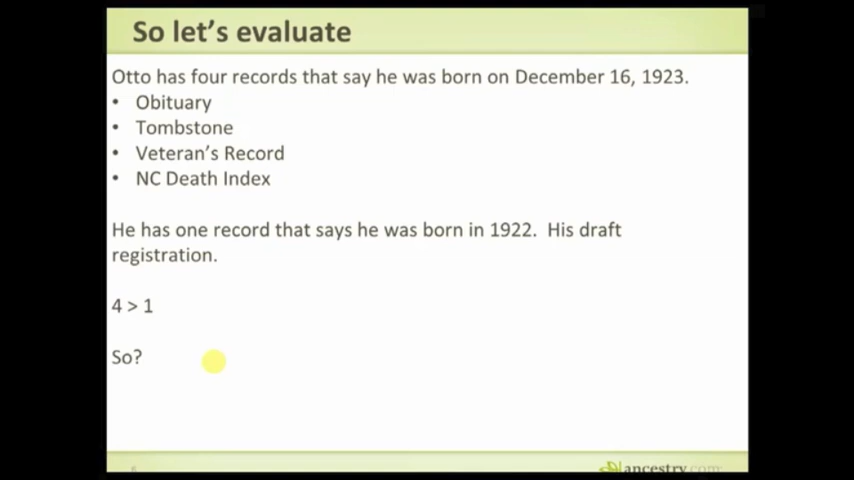 So let's evaluate
Otto has four records that say he was born on December 16, 1923.
• Obituary
• Tombstone
• Veteran's Record
• NC Death Index
He has one record that says he was born in 1922. His draft
registration.
4 > 1
So?
6
ancestry.com